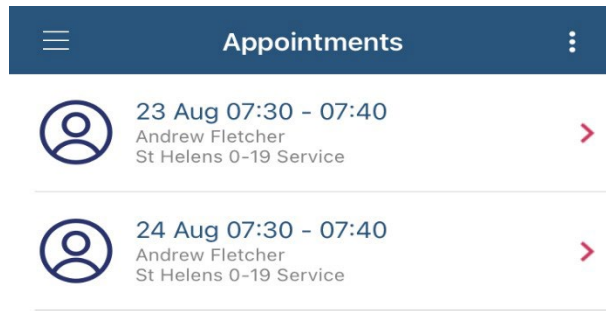 Appointments
23 Aug 07:30 - 07:40
Andrew Fletcher
St Helens 0-19 Service
24 Aug 07:30 - 07:40
Andrew Fletcher
St Helens 0-19 Service